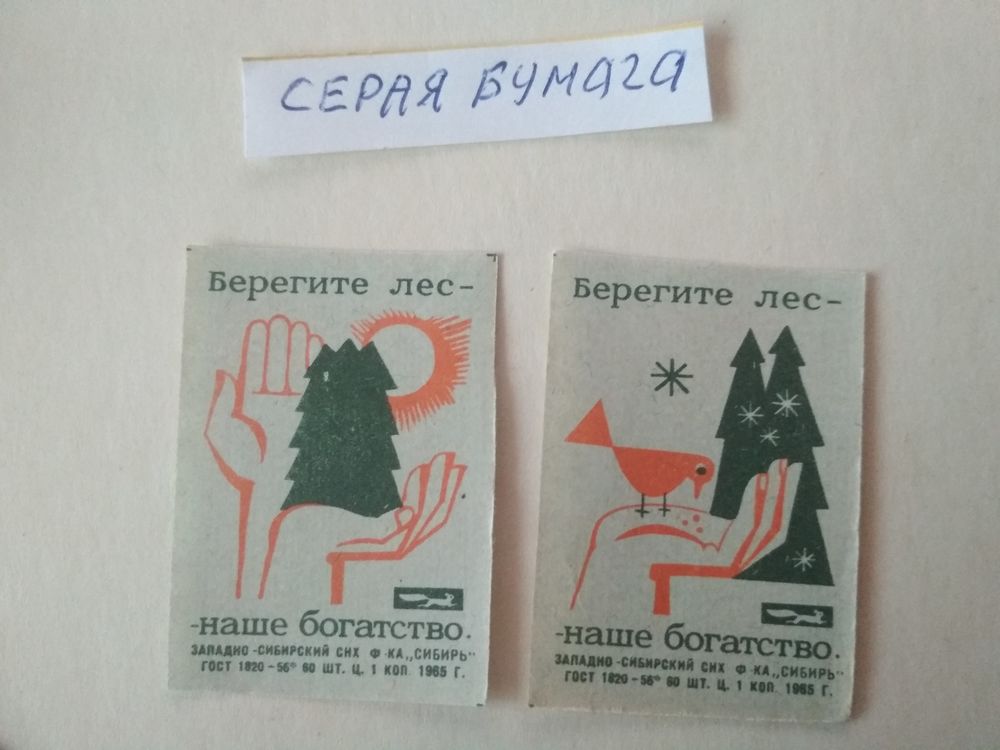 СЕРАЯ БУМАГА
Берегите лес-
-наше богатство.
ЗАПАДНО-СИБИРСКИЙ СНХ Ф-КА „СИБИРЬ“
ГОСТ 1820-56* 60 ШТ. Ц. 1 КОП. 1965 Г.
Берегите лес-
-наше богатство.
ЗАПАДНО-СИБИРСКИЙ СНХ Ф-КА „СИБИРЬ“
ГОСТ 1820-56* 60 ШТ. Ц. 1 КОП. 1965 Г.